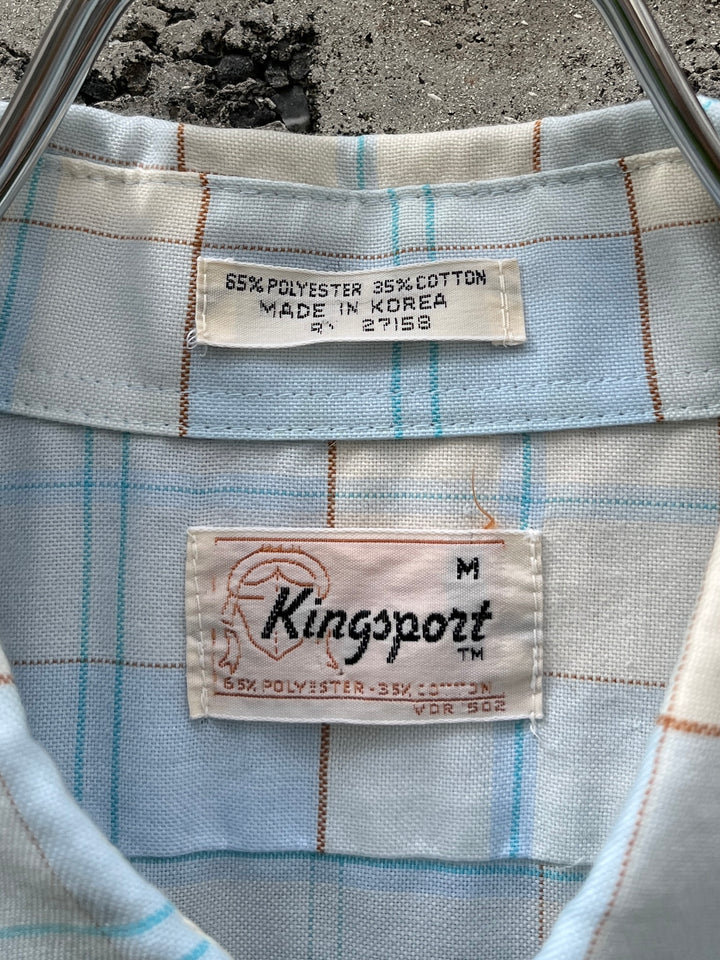 65% POLYESTER 35% COTTON
MADE IN KOREA
27158
M
Kingsport
TM
65% POLYESTER - 35% COTTON
VDR 502